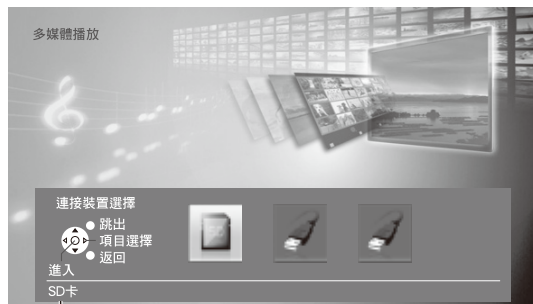 多媒體播放
連接裝置選擇
跳出
項目選擇
返回
進入
SD卡